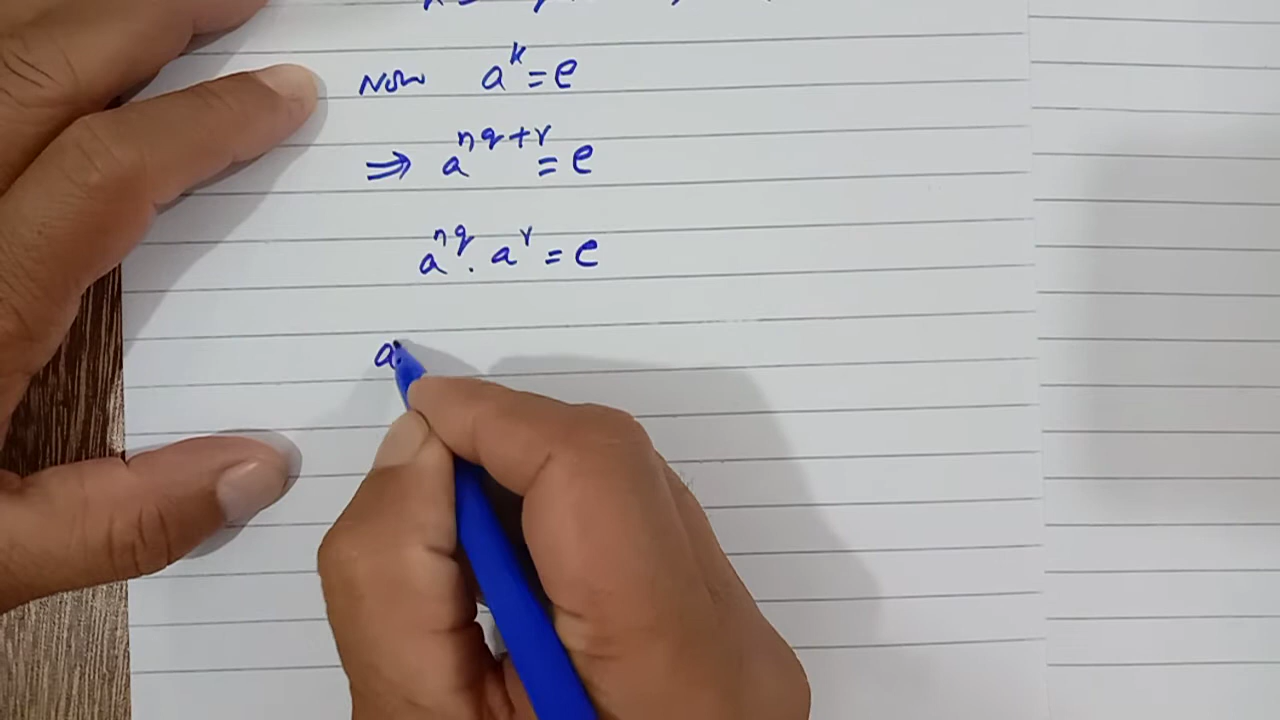 Now a^k = e
⇒ a^{nq+r} = e
a^{nq} . a^r = e
a